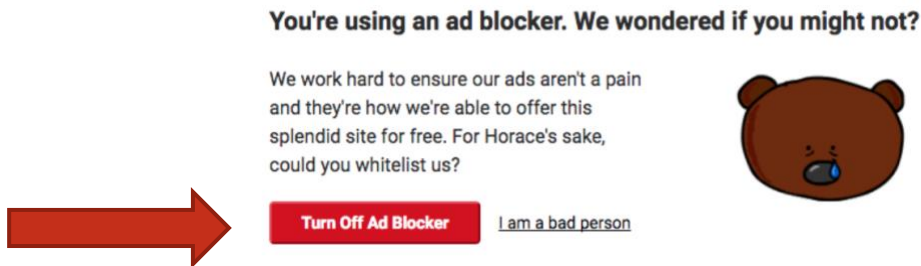 You're using an ad blocker. We wondered if you might not?
We work hard to ensure our ads aren't a pain
and they're how we're able to offer this
splendid site for free. For Horace's sake,
could you whitelist us?
Turn Off Ad Blocker
I am a bad person